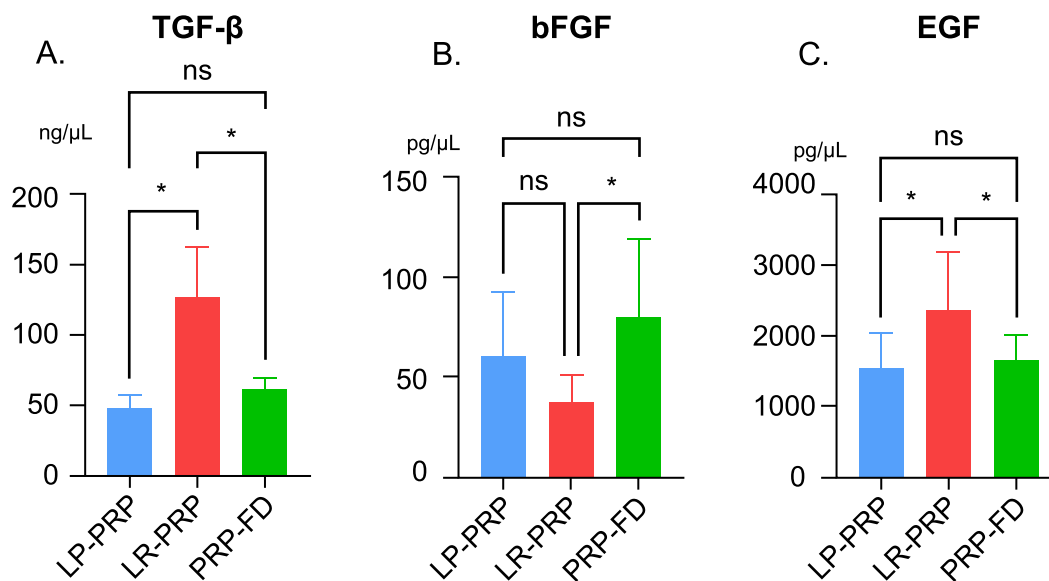 TGF-β
A.
ns
ng/µL
*
*
200
150
100
50
0
LP-PRP
LR-PRP
PRP-FD
bFGF
B.
ns
pg/µL
ns
*
150
100
50
0
LP-PRP
LR-PRP
PRP-FD
EGF
C.
ns
pg/µL
*
*
4000
3000
2000
1000
0
LP-PRP
LR-PRP
PRP-FD